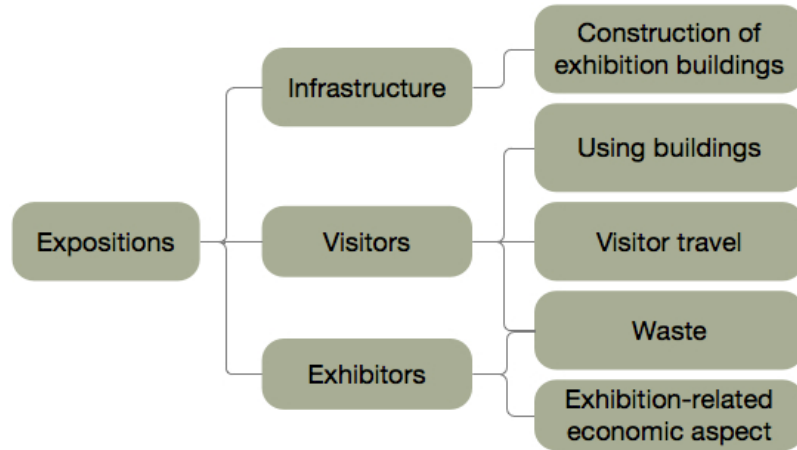 Expositions
Infrastructure
Visitors
Exhibitors
Construction of
exhibition buildings
Using buildings
Visitor travel
Waste
Exhibition-related
economic aspect